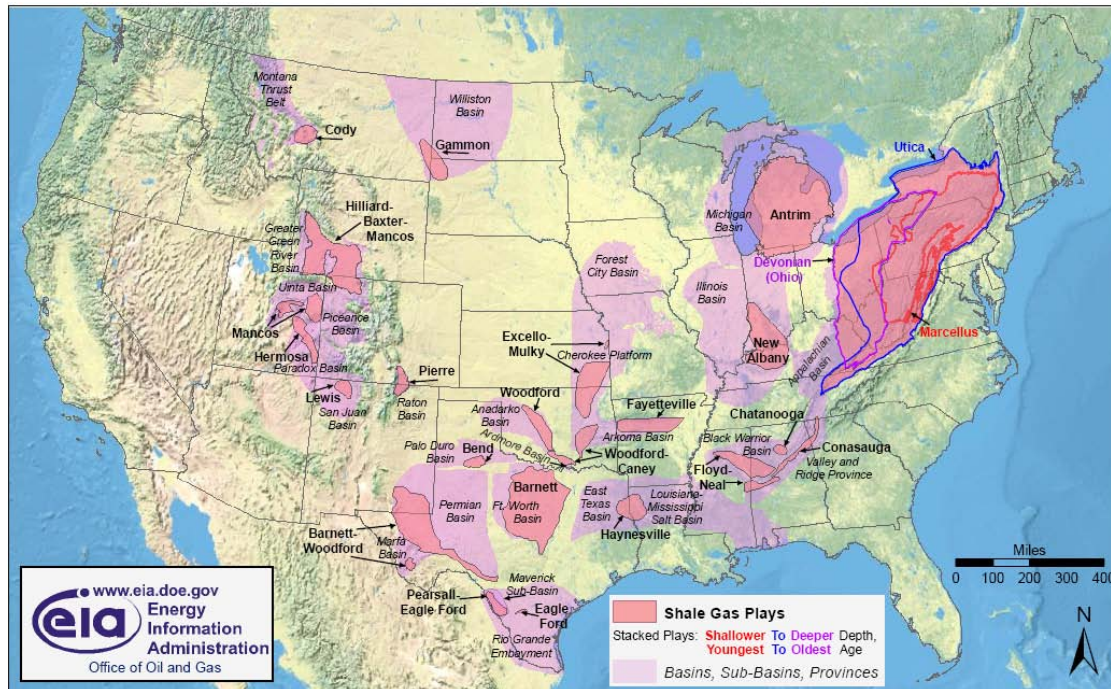 Montana
Thrust
Belt
Cody
Williston
Basin
Gammon
Hilliard-
Baxter-
Mancos
Greater
Green
River
Basin
Uinta Basin
Piceance
Basin
Mancos
Hermosa
Paradox Basin
Lewis
San Juan
Basin
Pierre
Raton
Basin
Forest
City Basin
Excello-
Mulky
Cherokee Platform
Woodford
Anadarko
Basin
Palo Duro
Basin
Bend
Ardmore Basin
Fayetteville
Arkoma Basin
Woodford-
Caney
Barnett
Ft. Worth
Basin
Permian
Basin
Barnett-
Woodford
Marfa
Basin
Pearsall-
Eagle Ford
Maverick
Sub-Basin
Eagle
Ford
Rio Grande
Embayment
East
Texas
Basin
Haynesville
Louisiana-
Mississippi
Salt Basin
Michigan
Basin
Antrim
Illinois
Basin
New
Albany
Utica
Devonian
(Ohio)
Marcellus
Appalachian
Basin
Chatanooga
Black Warrior
Basin
Floyd-
Neal
Conasauga
Valley and
Ridge Province
Miles
0 100 200 300 400
N
www.eia.doe.gov
eia
Energy
Information
Administration
Office of Oil and Gas
Shale Gas Plays
Stacked Plays: Shallower To Deeper Depth,
Youngest To Oldest Age
Basins, Sub-Basins, Provinces